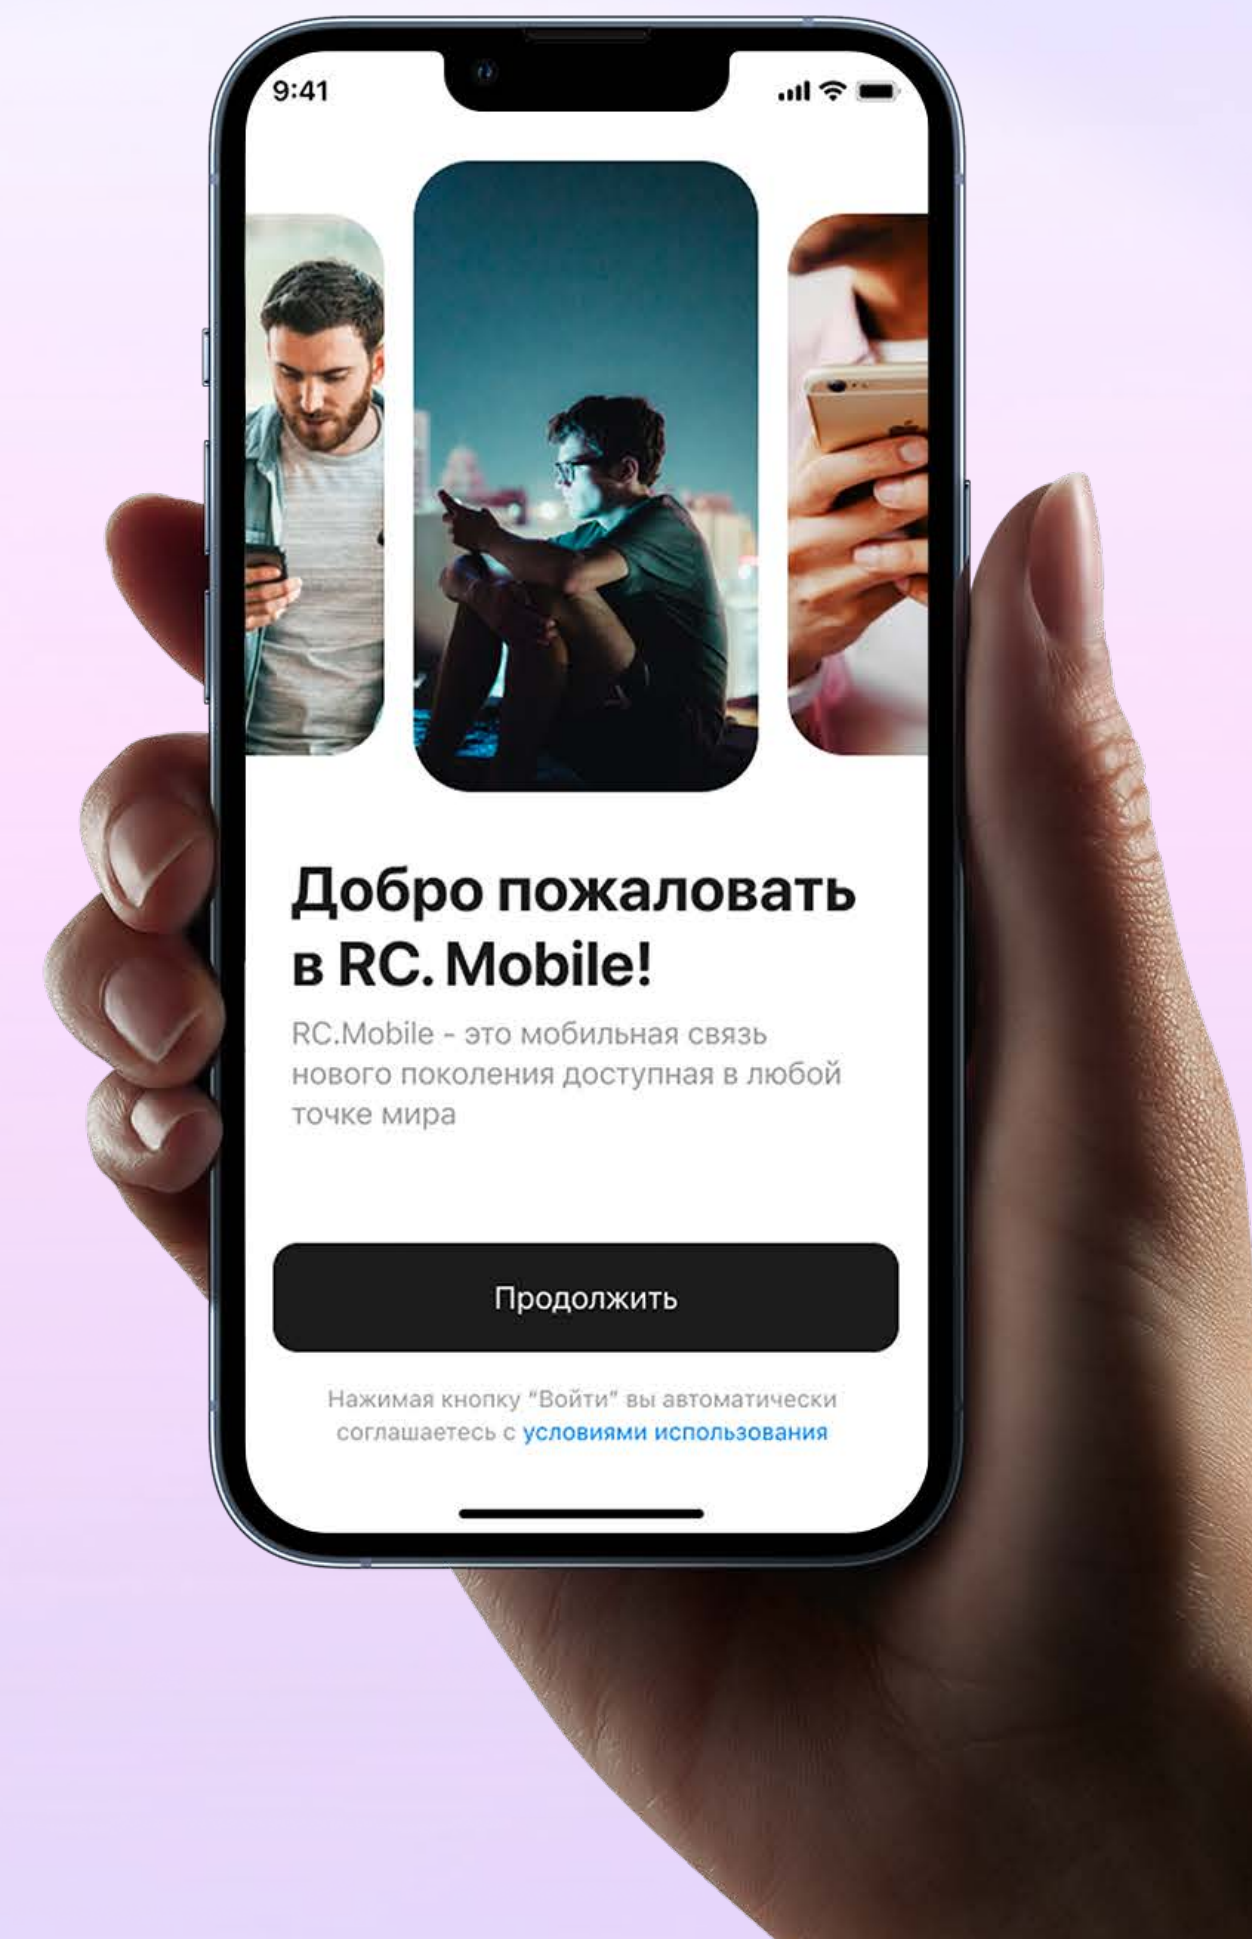 9:41
Добро пожаловать
в RC. Mobile!
RC.Mobile - это мобильная связь
нового поколения доступная в любой
точке мира
Продолжить
Нажимая кнопку “Войти” вы автоматически
соглашаетесь с условиями использования